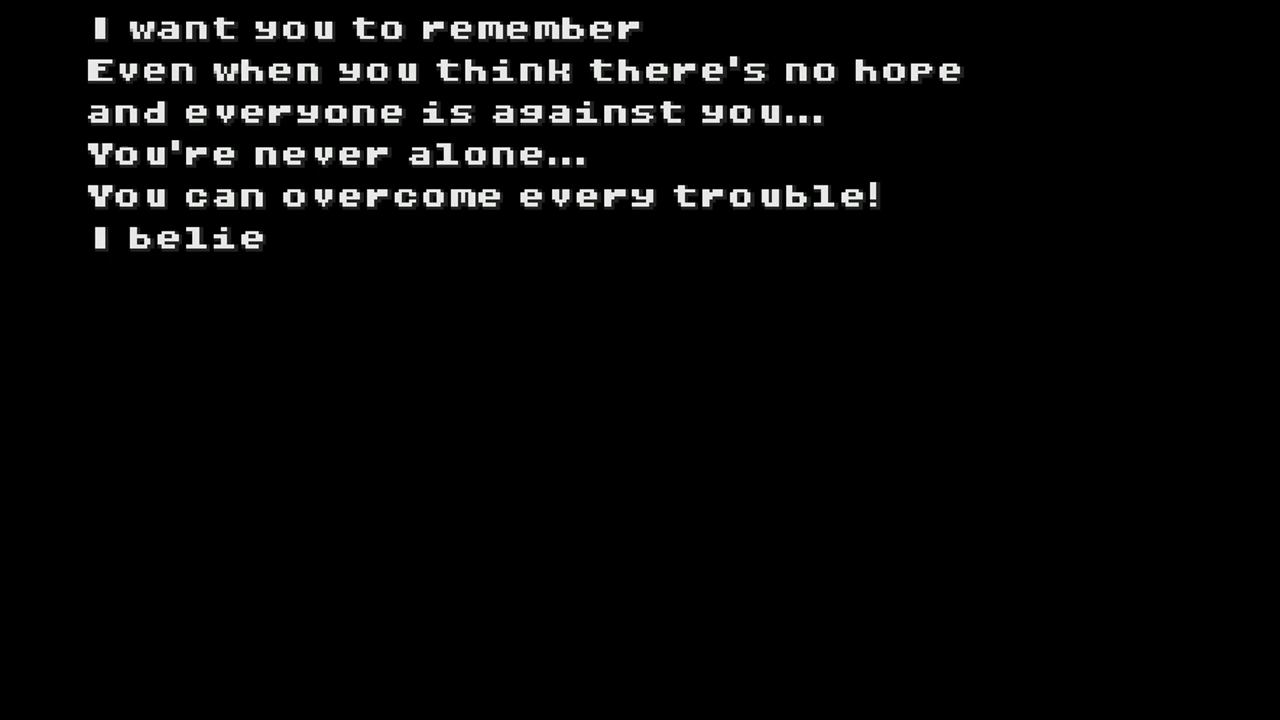 I want you to remember
Even when you think there's no hope
and everyone is against you...
You're never alone...
You can overcome every trouble!
I belie